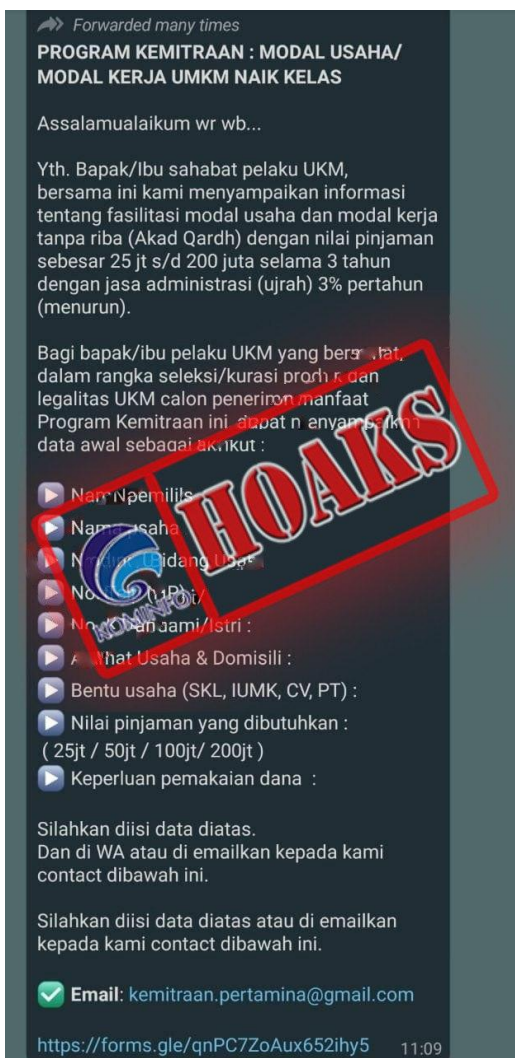 Forwarded many times
PROGRAM KEMITRAAN : MODAL USAHA/
MODAL KERJA UMKM NAIK KELAS
Assalamualaikum wr wb...
Yth. Bapak/Ibu sahabat pelaku UKM,
bersama ini kami menyampaikan informasi
tentang fasilitasi modal usaha dan modal kerja
tanpa riba (Akad Qardh) dengan nilai pinjaman
sebesar 25 jt s/d 200 juta selama 3 tahun
dengan jasa administrasi (ujrah) 3% pertahun
(menurun).
Bagi bapak/ibu pelaku UKM yang
dalam rangka seleksi/kurasi dan
legalitas UKM calon manfaat
Program Kemitraan ini
data awal sebagai
HOAKS
Nama
Usaha
KOMINFO
Usaha & Domisili :
Bentu usaha (SKL, IUMK, CV, PT) :
Nilai pinjaman yang dibutuhkan :
( 25jt / 50jt / 100jt/ 200jt )
Keperluan pemakaian dana :
Silahkan diisi data diatas.
Dan di WA atau di emailkan kepada kami
contact dibawah ini.
Silahkan diisi data diatas atau di emailkan
kepada kami contact dibawah ini.
Email: kemitraan.pertamina@gmail.com
https://forms.gle/qnPC7ZoAux652ihy5 11:09